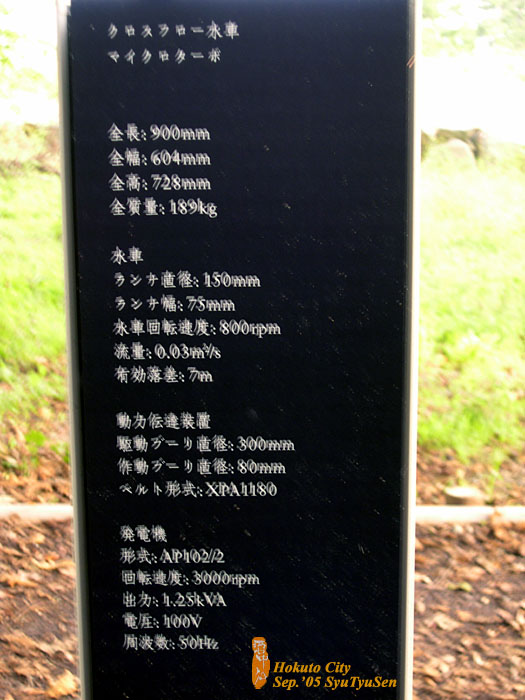 クロスフロー水車
マイクロターボ
全長: 900mm
全幅: 604mm
全高: 728mm
全質量: 189kg
水車
ランナ直径: 150mm
ランナ幅: 75mm
水車回転速度: 800rpm
流量: 0.03m³/s
有効落差: 7m
動力伝達装置
駆動プーリ直径: 300mm
作動プーリ直径: 80mm
ベルト形式: XPA1180
発電機
形式: AP102/2
回転速度: 3000rpm
出力: 1.25kVA
電圧: 100V
周波数: 50Hz
Hokuto City
Sep.'05 SyuTyuSen